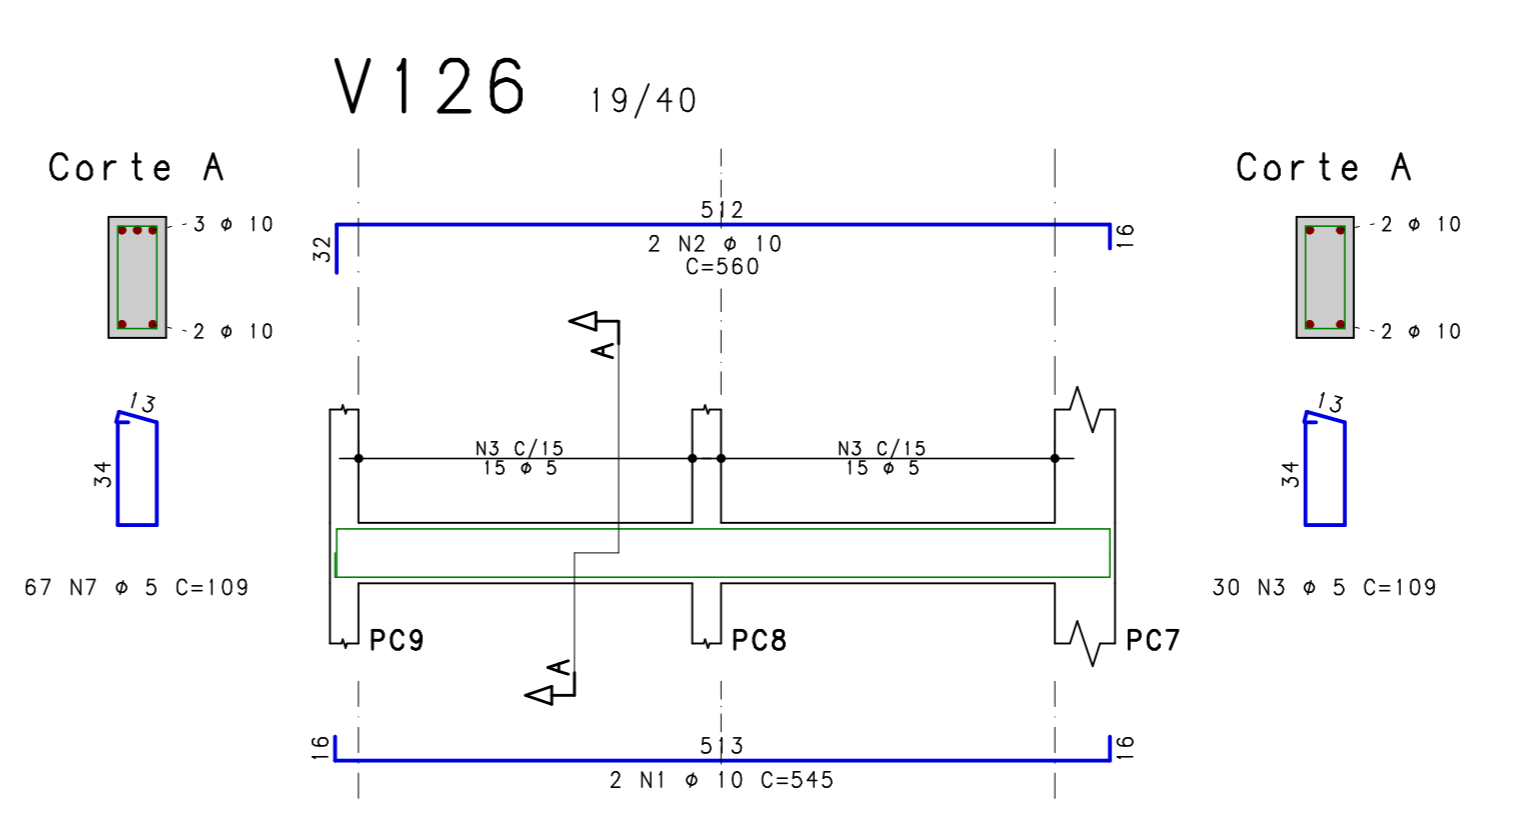 V126 19/40
Corte A
3 ø 10
2 ø 10
13
34
67 N7 ø 5 C=109
512
32
16
2 N2 ø 10
C=560
A
N3 C/15
15 ø 5
N3 C/15
15 ø 5
PC9
PC8
PC7
A
16
513
16
2 N1 ø 10 C=545
Corte A
2 ø 10
2 ø 10
13
34
30 N3 ø 5 C=109